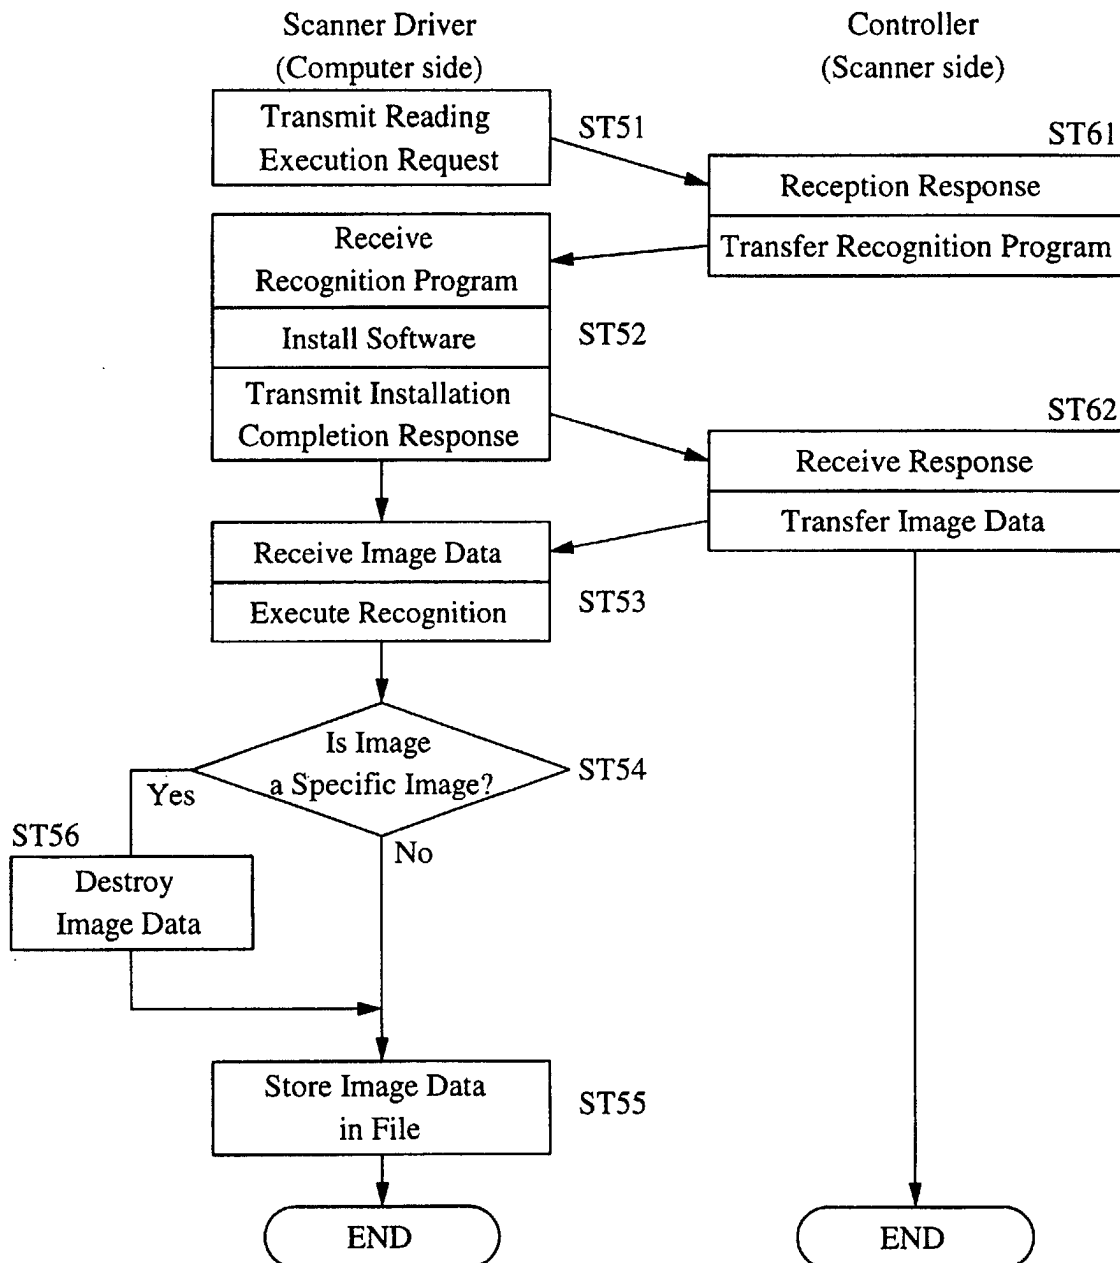 Scanner Driver
(Computer side)
Controller
(Scanner side)
Transmit Reading
Execution Request
ST51
ST61
Reception Response
Transfer Recognition Program
Receive
Recognition Program
Install Software
ST52
Transmit Installation
Completion Response
ST62
Receive Response
Transfer Image Data
Receive Image Data
Execute Recognition
ST53
Is Image
a Specific Image?
ST54
Yes
No
ST56
Destroy
Image Data
Store Image Data
in File
ST55
END
END